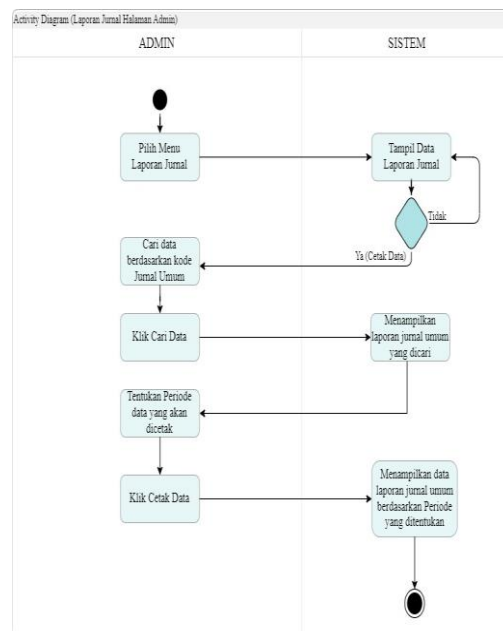 Activity Diagram (Laporan Jurnal Halaman Admin)
ADMIN
SISTEM
Pilih Menu
Laporan Jurnal
Tampil Data
Laporan Jurnal
Tidak
Ya (Cetak Data)
Cari data
berdasarkan kode
Jurnal Umum
Klik Cari Data
Menampilkan
laporan jurnal umum
yang dicari
Tentukan Periode
data yang akan
dicetak
Klik Cetak Data
Menampilkan data
laporan jurnal umum
berdasarkan Periode
yang ditentukan